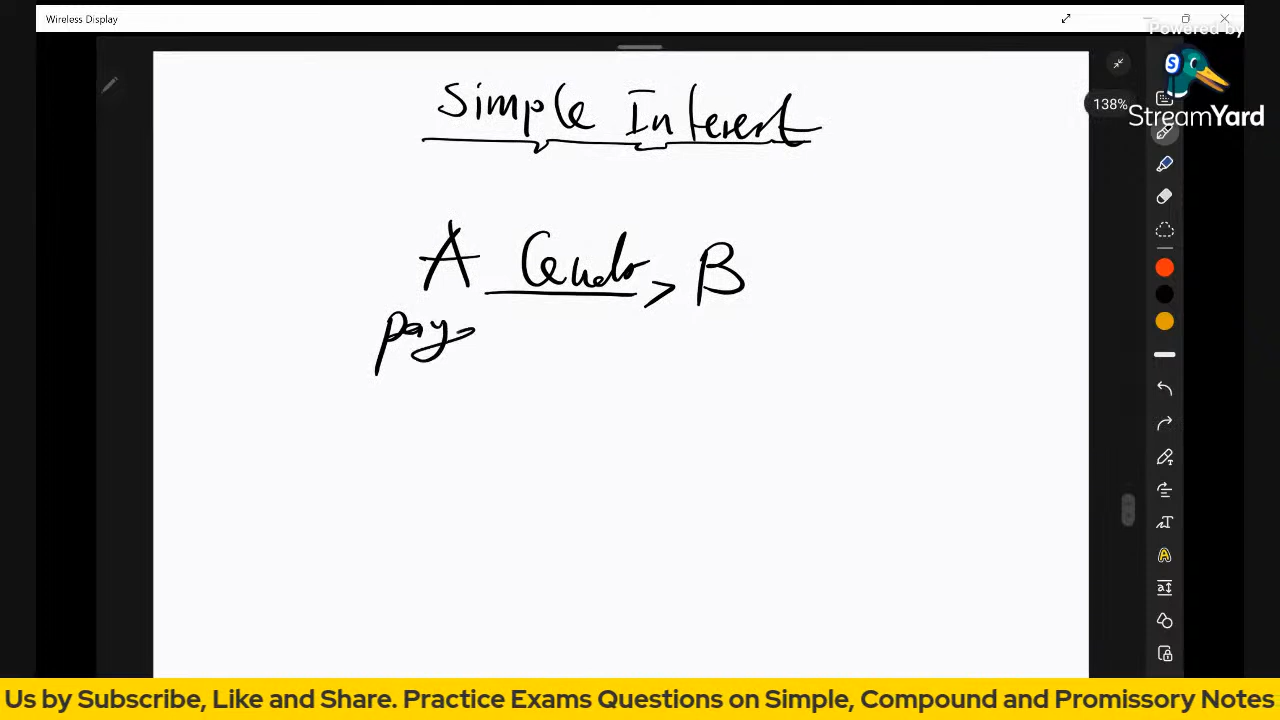 Wireless Display
Powered by
StreamYard
138%
Simple Interest
A Lends > B
pay
Us by Subscribe, Like and Share. Practice Exams Questions on Simple, Compound and Promissory Notes